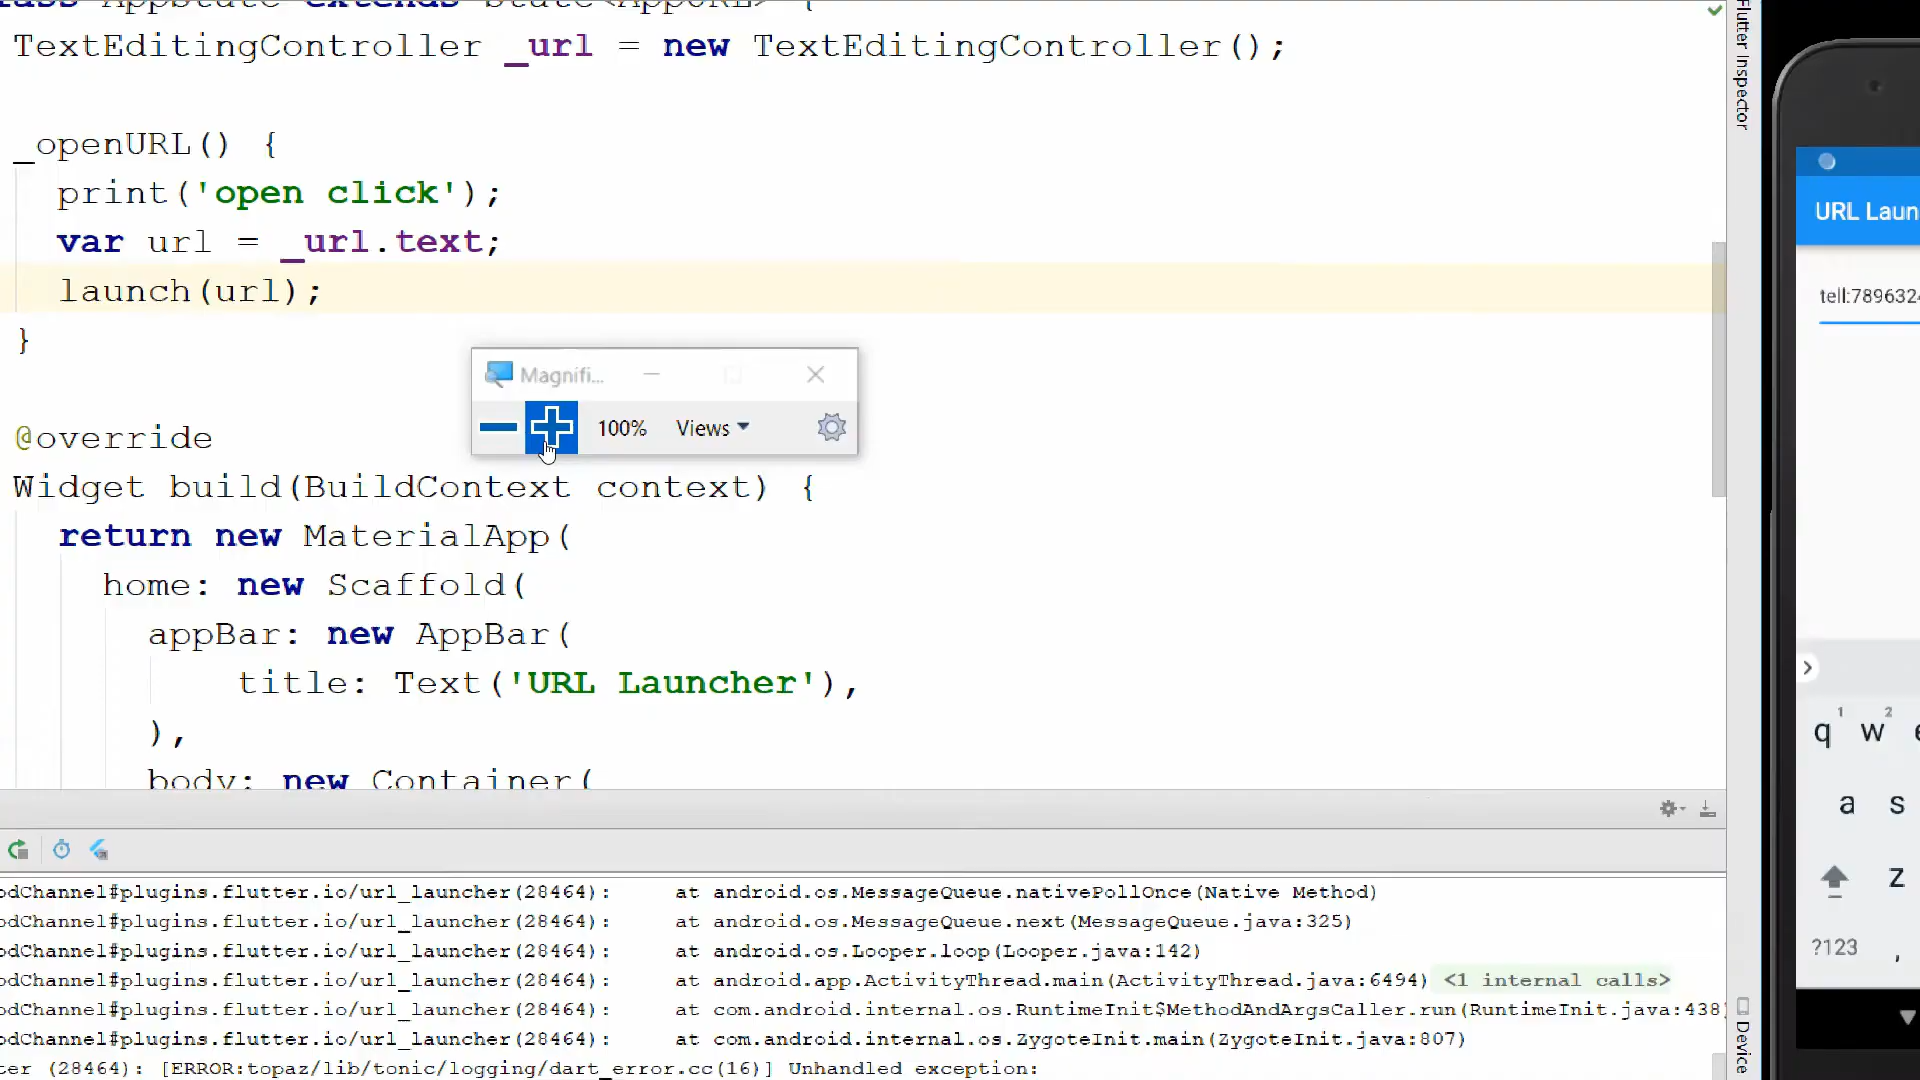 class AppState extends State<AppURL> {
TextEditingController _url = new TextEditingController();
_openURL() {
print('open click');
var url = _url.text;
launch(url);
}
@override
Widget build(BuildContext context) {
return new MaterialApp(
home: new Scaffold(
appBar: new AppBar(
title: Text('URL Launcher'),
),
body: new Container(
Magnifi...
100% Views
odChannel#plugins.flutter.io/url_launcher(28464): at android.os.MessageQueue.nativePollOnce(Native Method)
odChannel#plugins.flutter.io/url_launcher(28464): at android.os.MessageQueue.next(MessageQueue.java:325)
odChannel#plugins.flutter.io/url_launcher(28464): at android.os.Looper.loop(Looper.java:142)
odChannel#plugins.flutter.io/url_launcher(28464): at android.app.ActivityThread.main(ActivityThread.java:6494) <1 internal calls>
odChannel#plugins.flutter.io/url_launcher(28464): at com.android.internal.os.RuntimeInit$MethodAndArgsCaller.run(RuntimeInit.java:438)
odChannel#plugins.flutter.io/url_launcher(28464): at com.android.internal.os.ZygoteInit.main(ZygoteInit.java:807)
ter (28464): [ERROR:topaz/lib/tonic/logging/dart_error.cc(16)] Unhandled exception:
Flutter Inspector
Device
URL Laun
tell:789632
q 1 w 2 e
a s
z
?123 ,